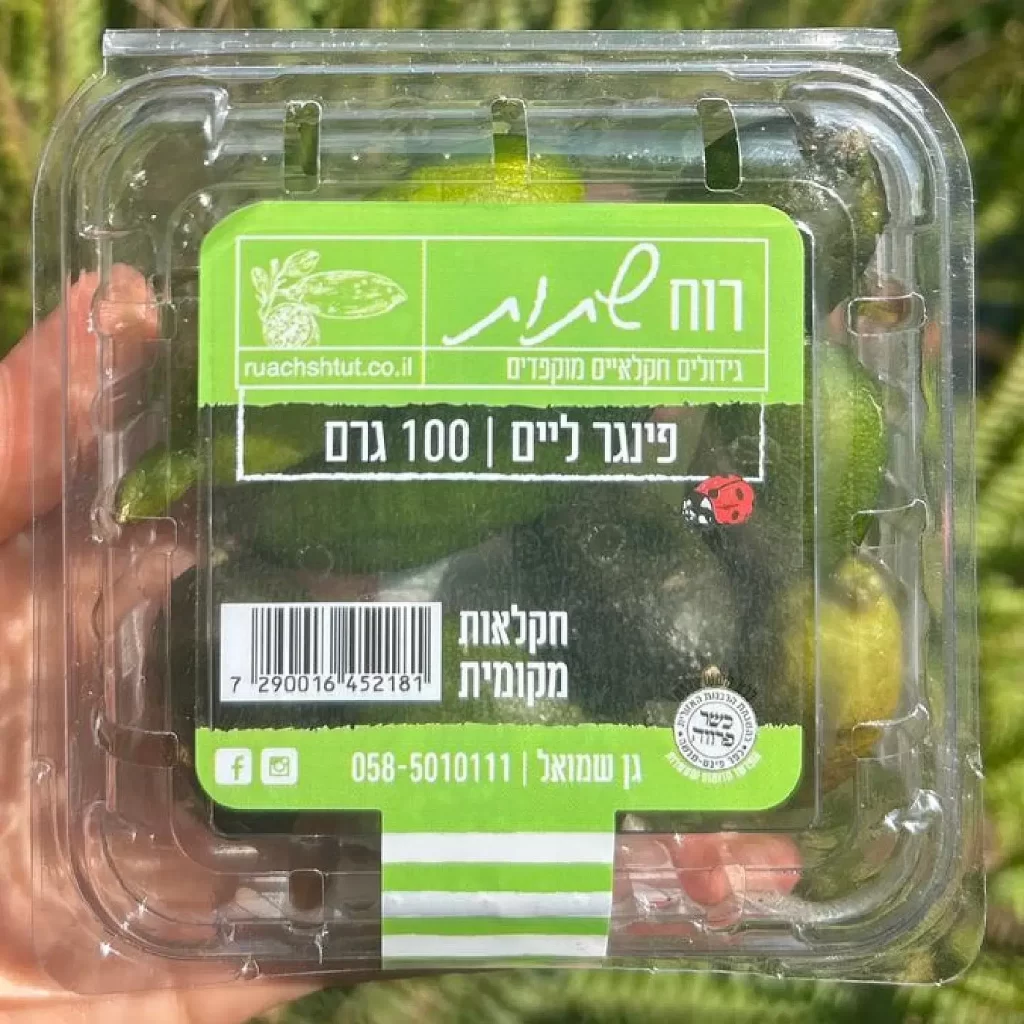 רוח שטות
ruachshtut.co.il
גידולים חקלאיים מוקפדים
פינגר ליים | 100 גרם
חקלאות
מקומית
7 290016 452181
גן שמואל | 058-5010111
כשר
פרווה